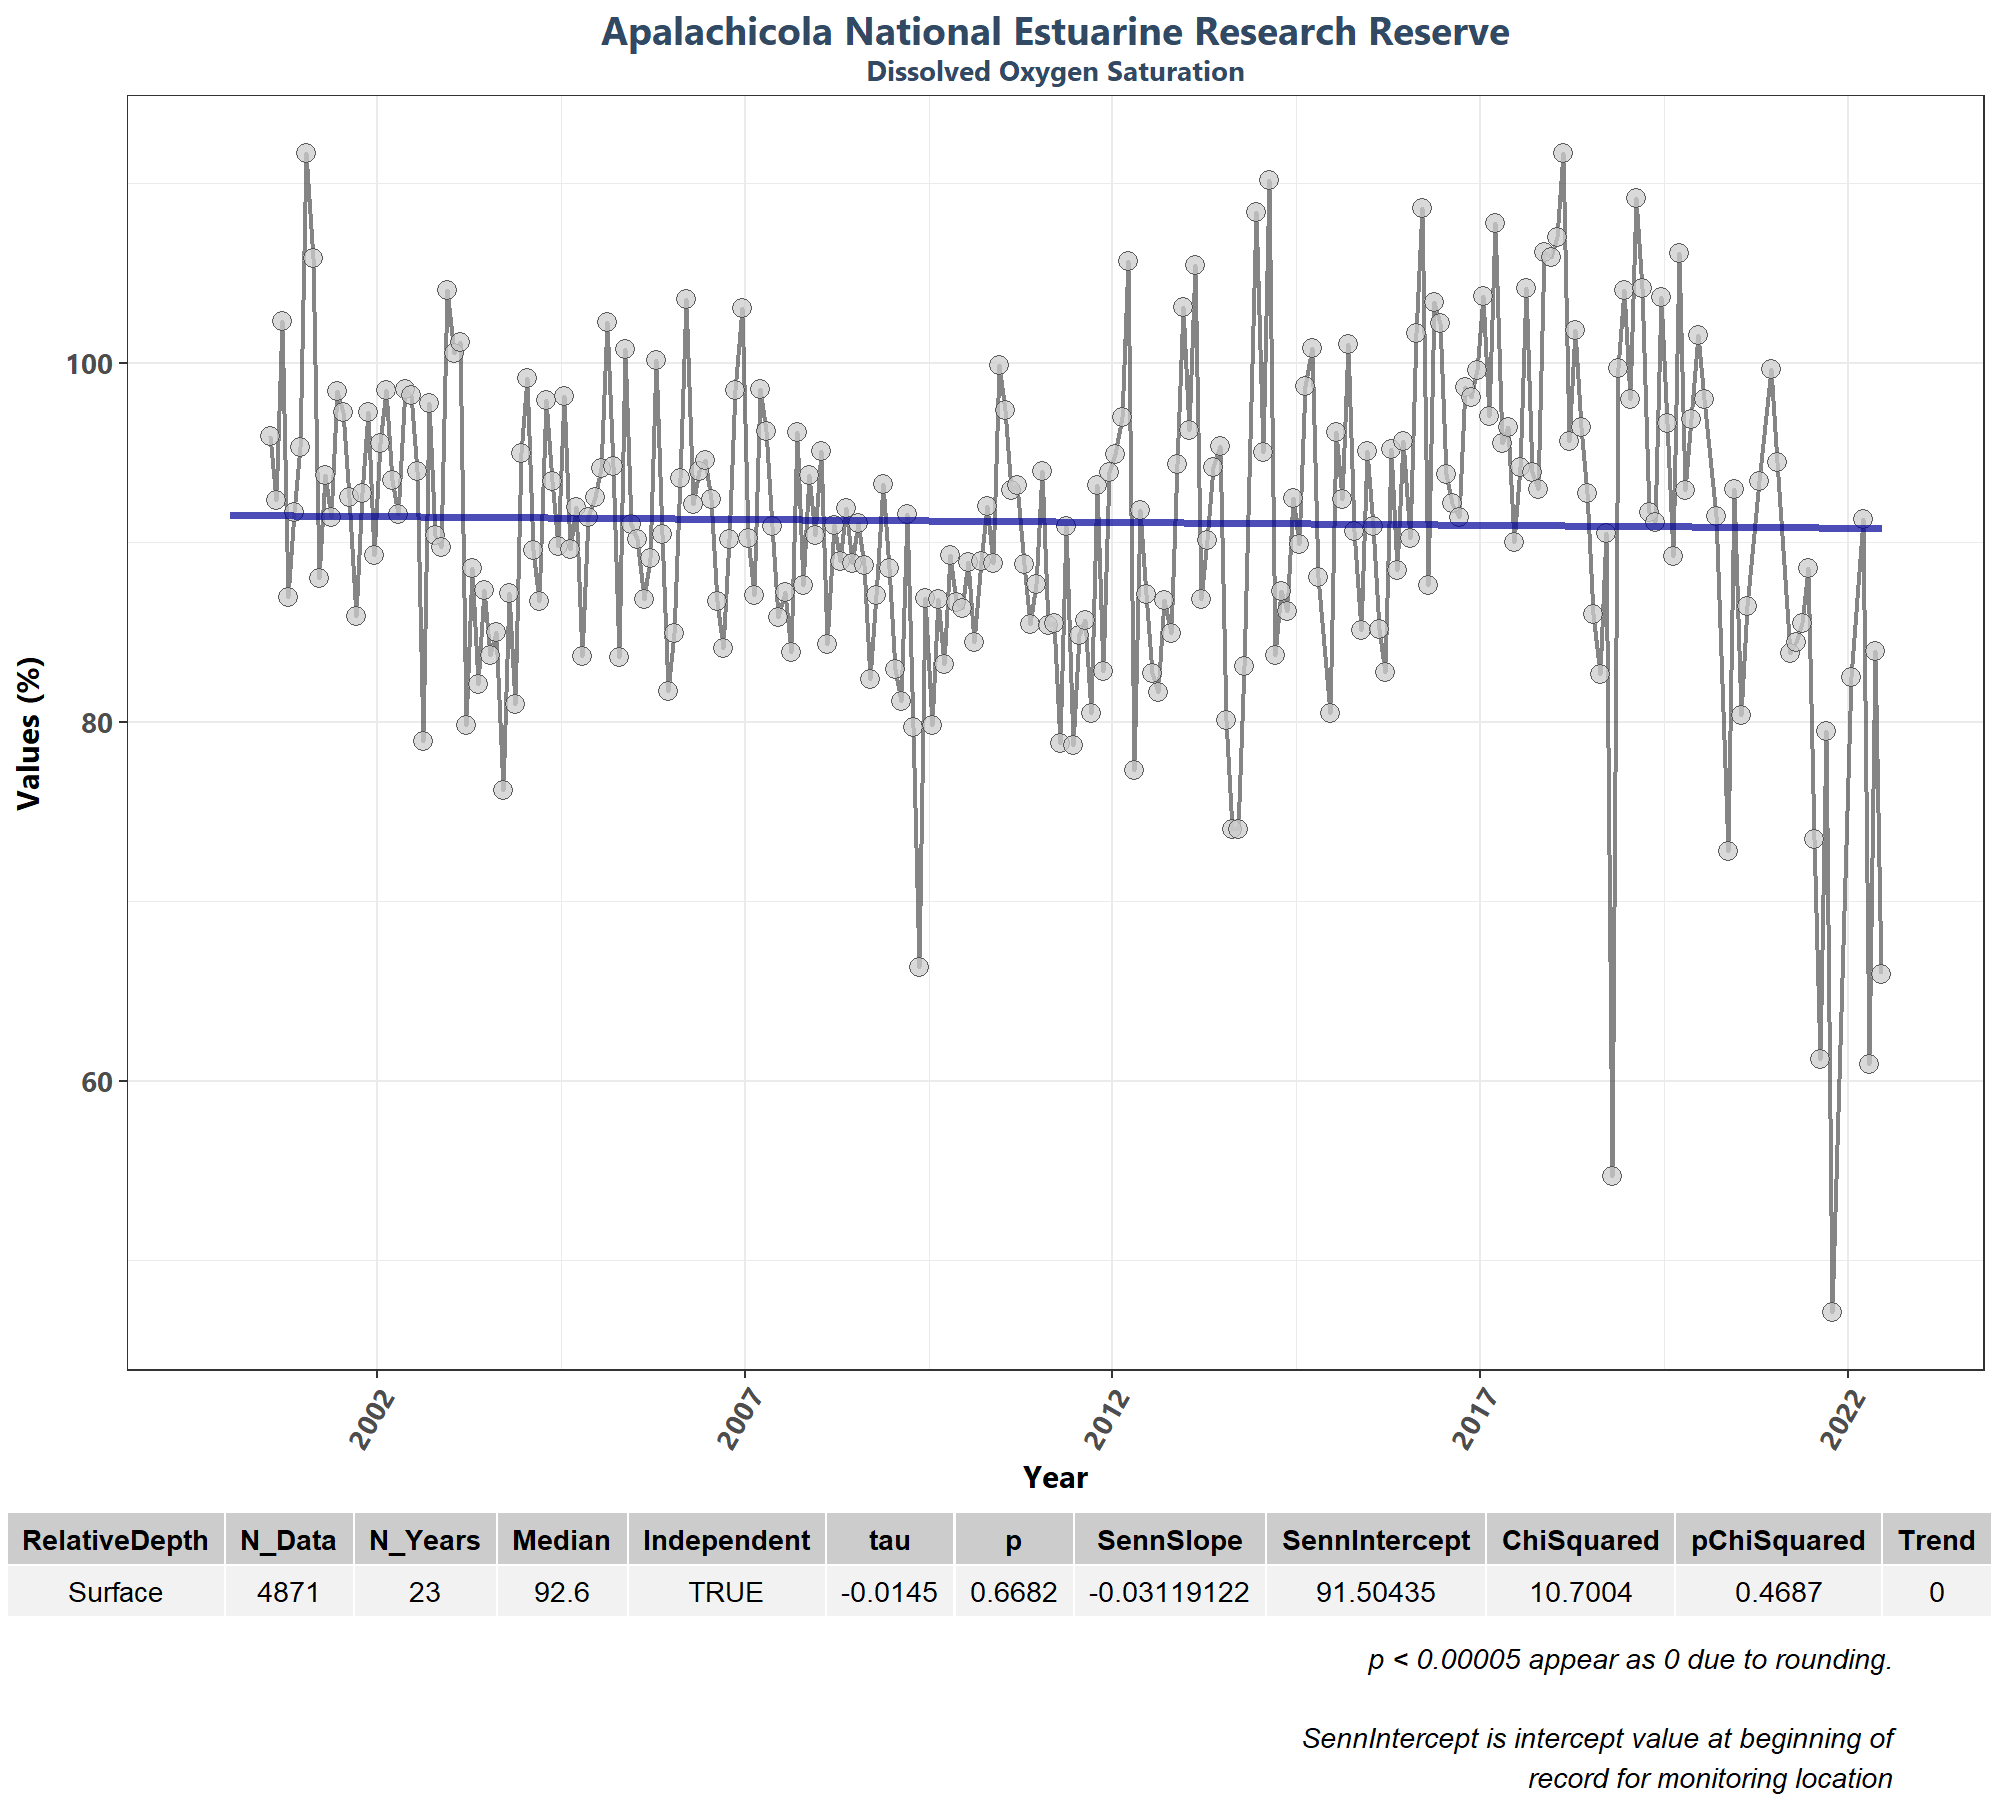 Apalachicola National Estuarine Research Reserve
Dissolved Oxygen Saturation
Values (%)
100
80
60
2002 2007 2012 2017 2022
Year
RelativeDepth N_Data N_Years Median Independent tau p SennSlope SennIntercept ChiSquared pChiSquared Trend
Surface 4871 23 92.6 TRUE -0.0145 0.6682 -0.03119122 91.50435 10.7004 0.4687 0
p < 0.00005 appear as 0 due to rounding.
SennIntercept is intercept value at beginning of
record for monitoring location